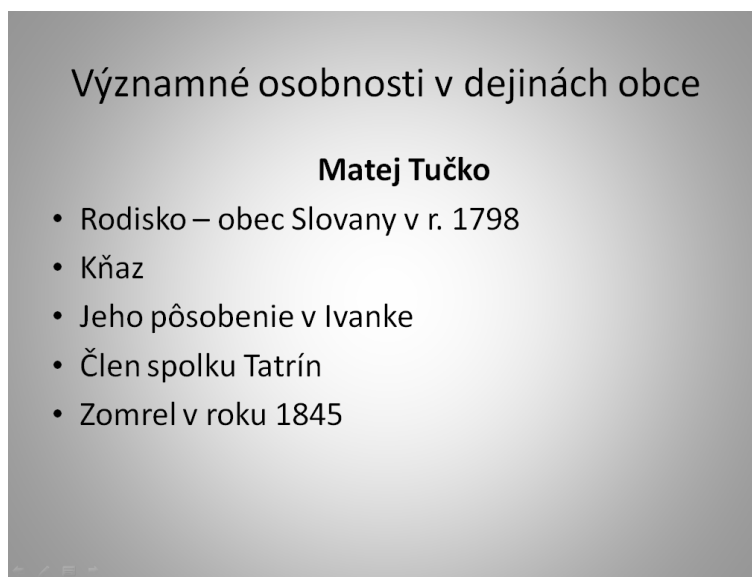 Významné osobnosti v dejinách obce
Matej Tučko
• Rodisko – obec Slovany v r. 1798
• Kňaz
• Jeho pôsobenie v Ivanke
• Člen spolku Tatrín
• Zomrel v roku 1845